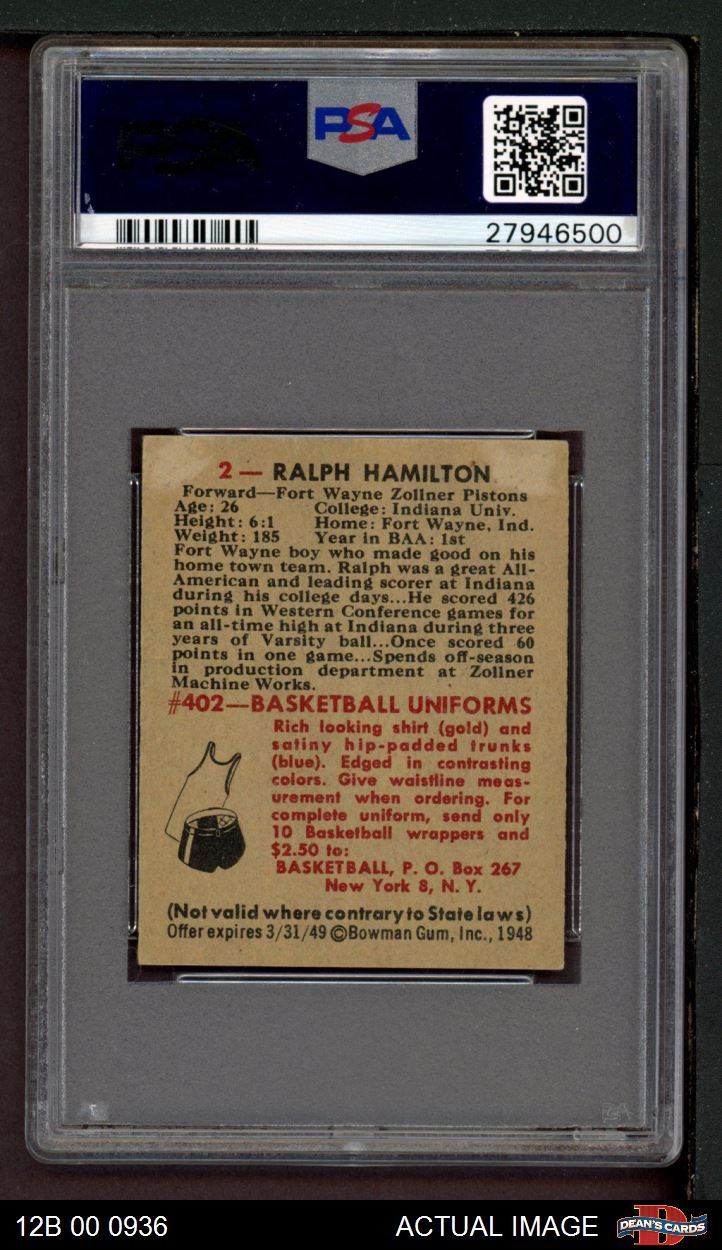 PSA
27946500
2 — RALPH HAMILTON
Forward—Fort Wayne Zollner Pistons
Age: 26 College: Indiana Univ.
Height: 6:1 Home: Fort Wayne, Ind.
Weight: 185 Year in BAA: 1st
Fort Wayne boy who made good on his
home town team. Ralph was a great All-
American and leading scorer at Indiana
during his college days...He scored 426
points in Western Conference games for
an all-time high at Indiana during three
years of Varsity ball...Once scored 60
points in one game...Spends off-season
in production department at Zollner
Machine Works.
#402—BASKETBALL UNIFORMS
Rich looking shirt (gold) and
satiny hip-padded trunks
(blue). Edged in contrasting
colors. Give waistline meas-
urement when ordering. For
complete uniform, send only
10 Basketball wrappers and
$2.50 to:
BASKETBALL, P. O. Box 267
New York 8, N. Y.
(Not valid where contrary to State laws)
Offer expires 3/31/49 ©Bowman Gum, Inc., 1948
PSA
12B 00 0936 ACTUAL IMAGE DEAN'S CARDS